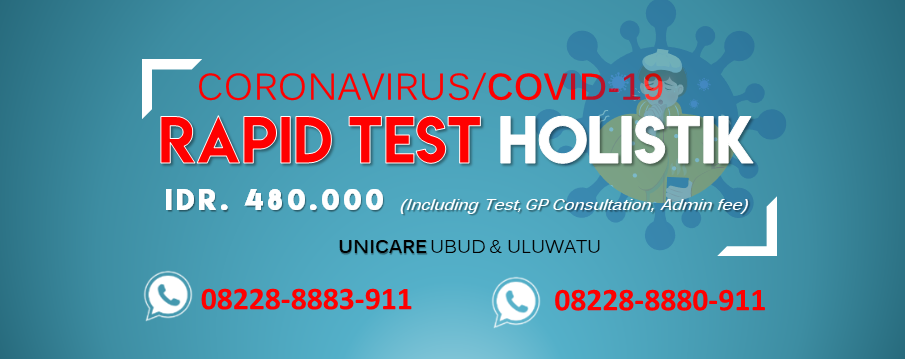 CORONAVIRUS/COVID-19
RAPID TEST HOLISTIK
IDR. 480.000 (Including Test, GP Consultation, Admin fee)
UNICARE UBUD & ULUWATU
08228-8883-911 08228-8880-911